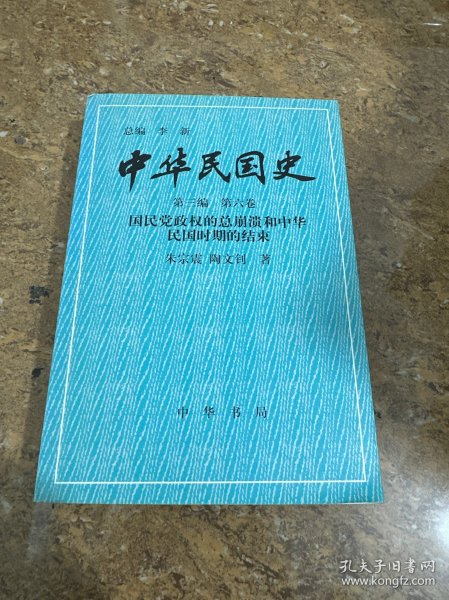 总编 李新
中华民国史
第三编 第六卷
国民党政权的总崩溃和中华
民国时期的结束
朱宗震 陶文钊 著
中华书局
孔夫子旧书网
www.kongfz.com